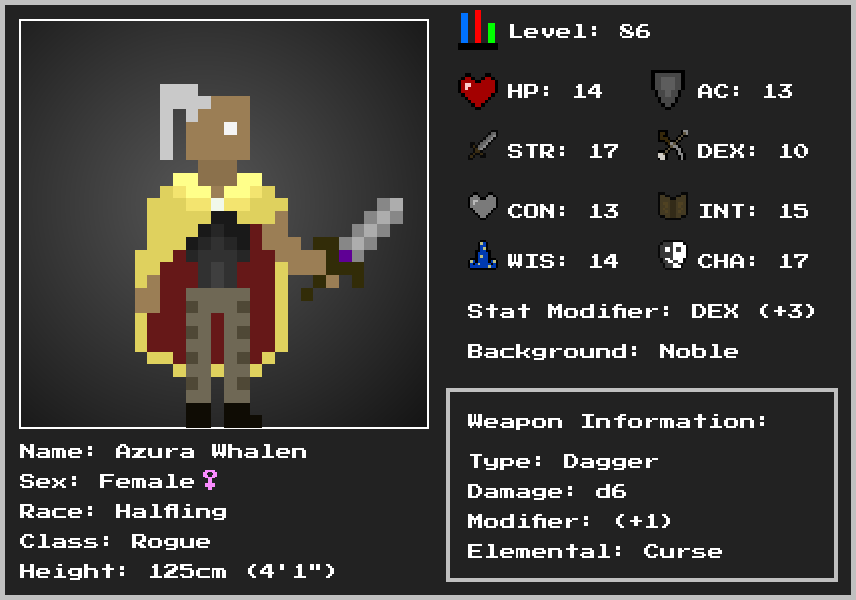 Level: 86
HP: 14
AC: 13
STR: 17
DEX: 10
CON: 13
INT: 15
WIS: 14
CHA: 17
Stat Modifier: DEX (+3)
Background: Noble
Weapon Information:
Type: Dagger
Damage: d6
Modifier: (+1)
Elemental: Curse
Name: Azura Whalen
Sex: Female♀
Race: Halfling
Class: Rogue
Height: 125cm (4'1")